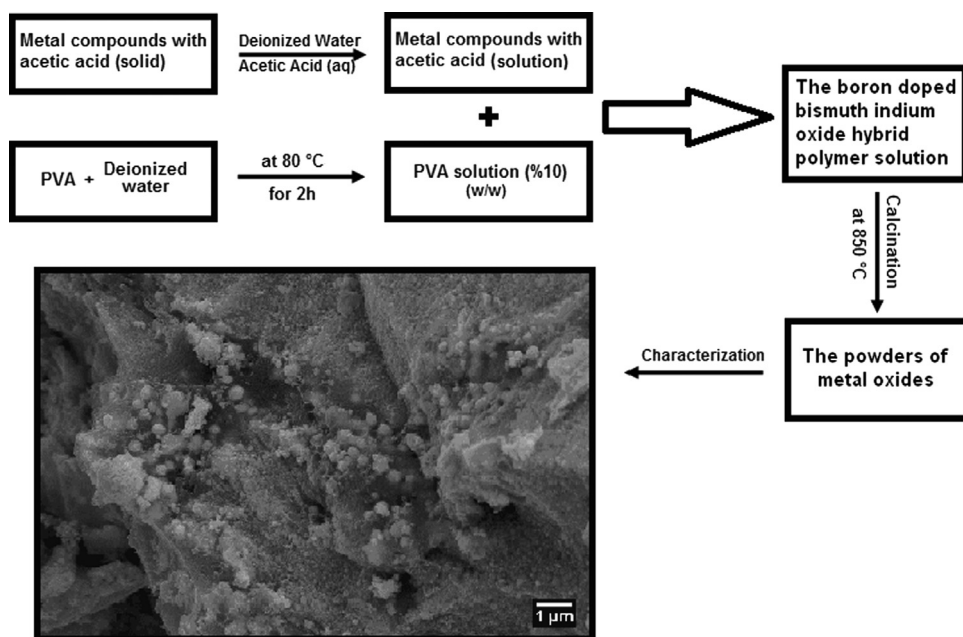 Metal compounds with
acetic acid (solid)
Deionized Water
Acetic Acid (aq)
Metal compounds with
acetic acid (solution)
+
PVA + Deionized
water
at 80 °C
for 2h
PVA solution (%10)
(w/w)
The boron doped
bismuth indium
oxide hybrid
polymer solution
Calcination
at 850 °C
The powders of
metal oxides
Characterization
1 µm